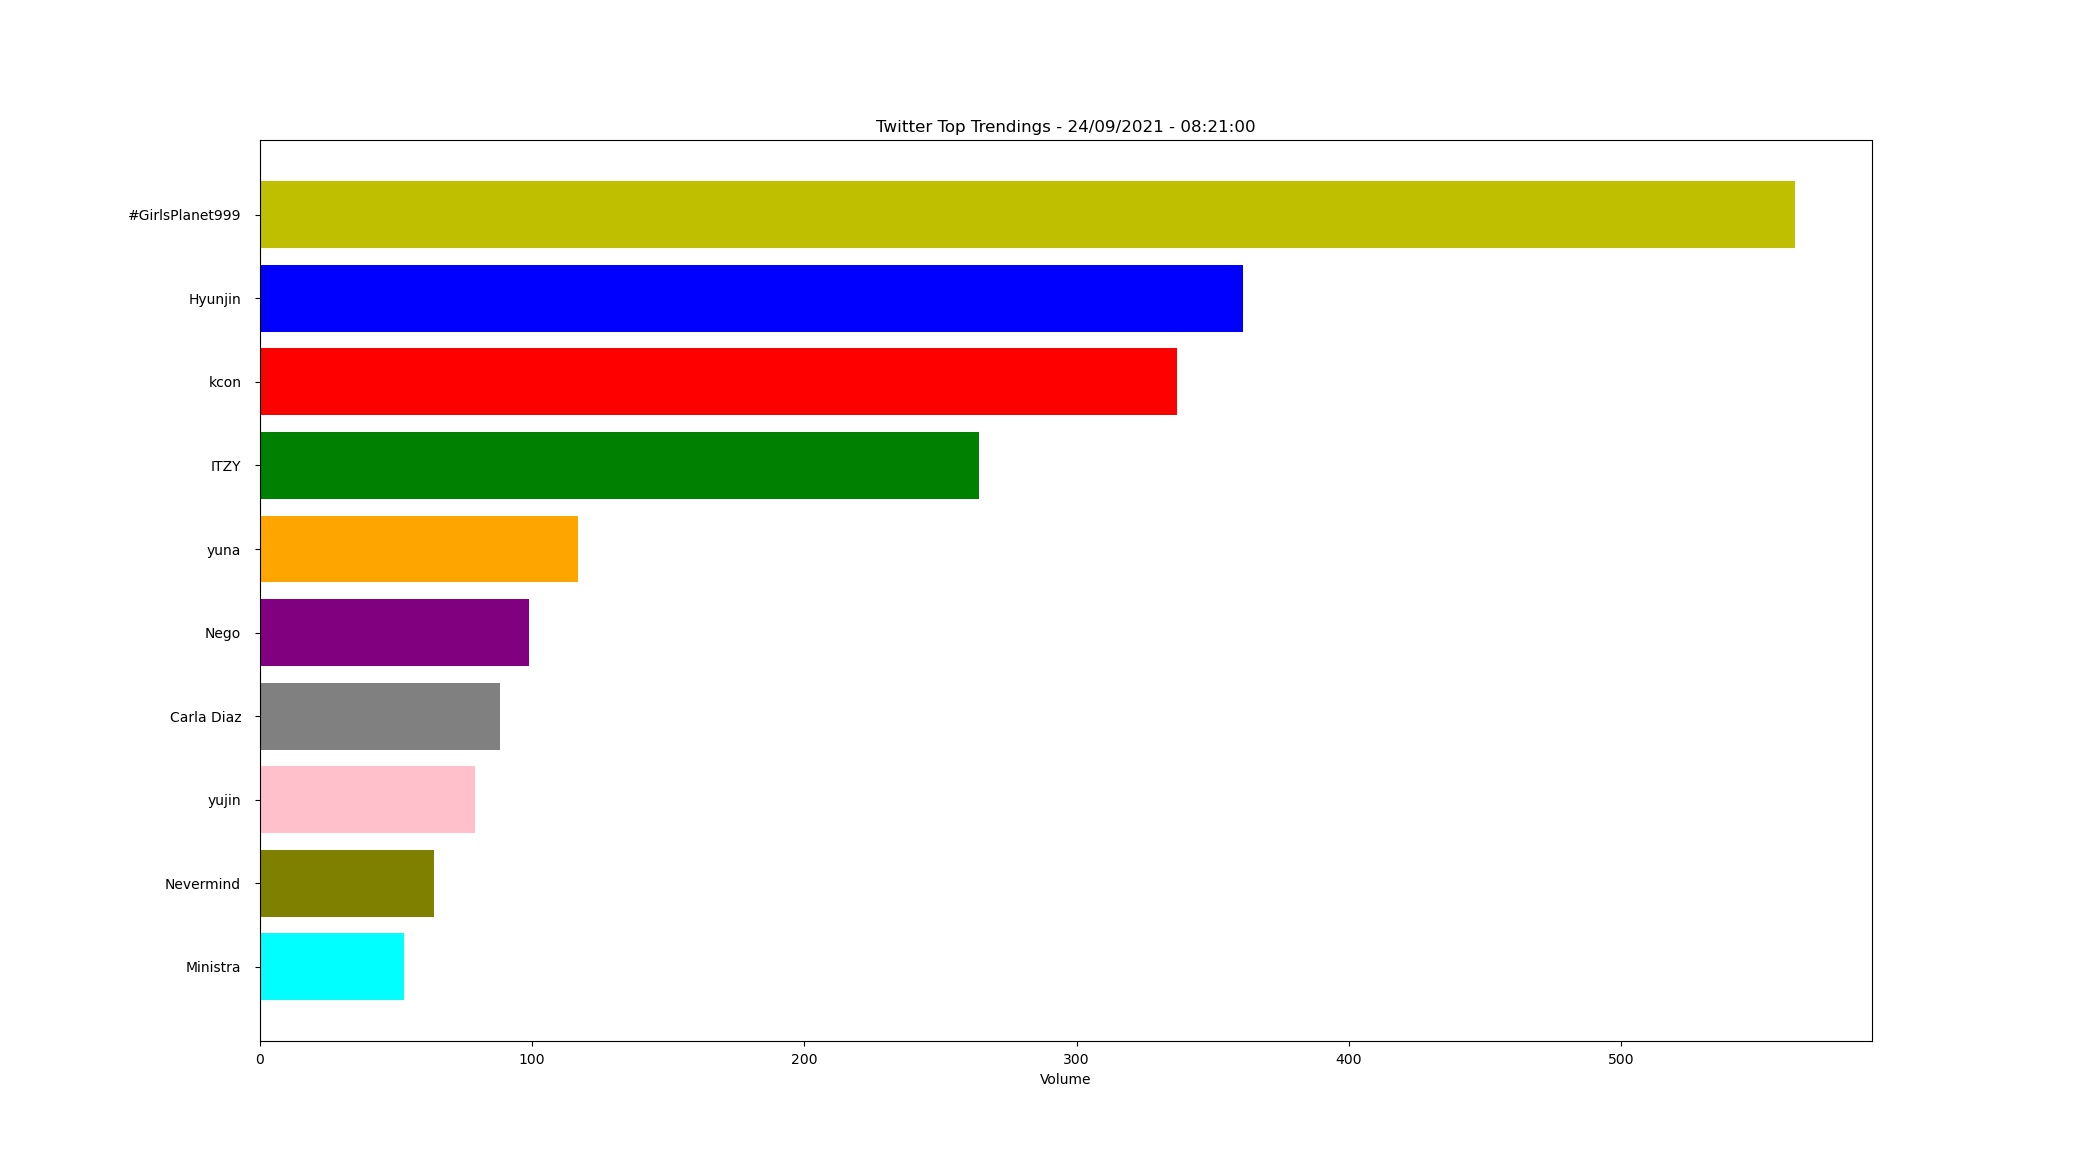 Twitter Top Trendings - 24/09/2021 - 08:21:00
#GirlsPlanet999
Hyunjin
kcon
ITZY
yuna
Nego
Carla Diaz
yujin
Nevermind
Ministra
0 100 200 300 400 500
Volume